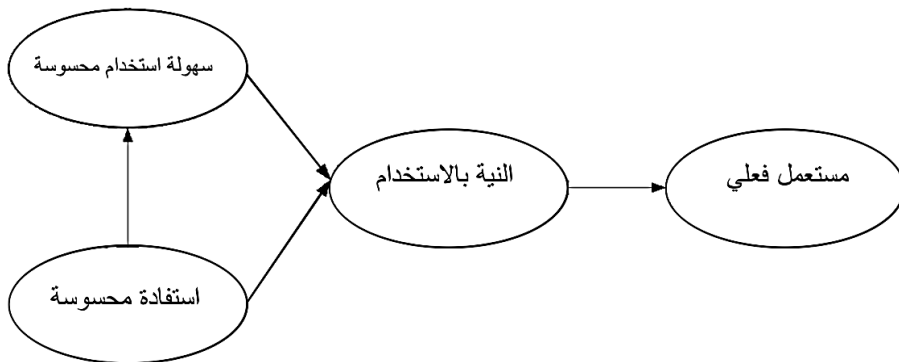 سهولة استخدام محسوسة
النية بالاستخدام
مستعمل فعلي
استفادة محسوسة